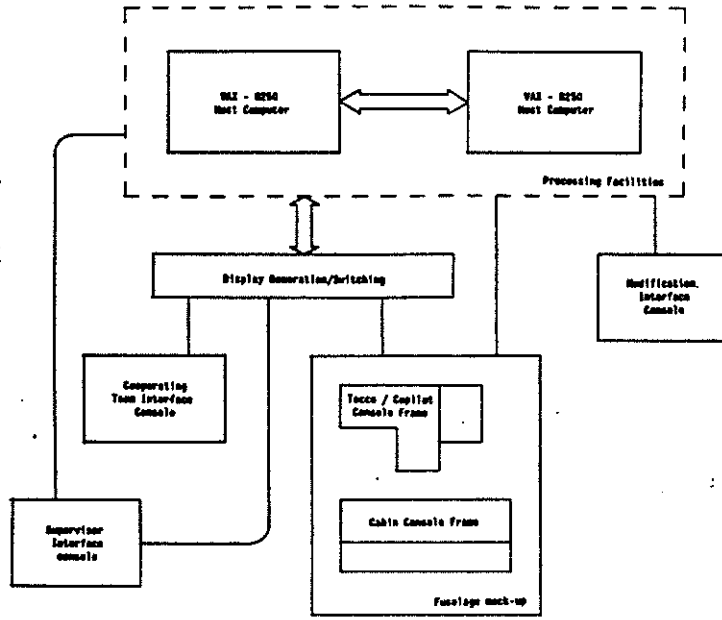 VAX - 8250
Host Computer
VAX - 8250
Host Computer
Processing Facilities
Display Generation/Switching
Modification.
Interface
Console
Cooperating
Team Interface
Console
Tacco / Copilot
Console Frame
Supervisor
Interface
console
Cabin Console Frame
Fuselage mock-up